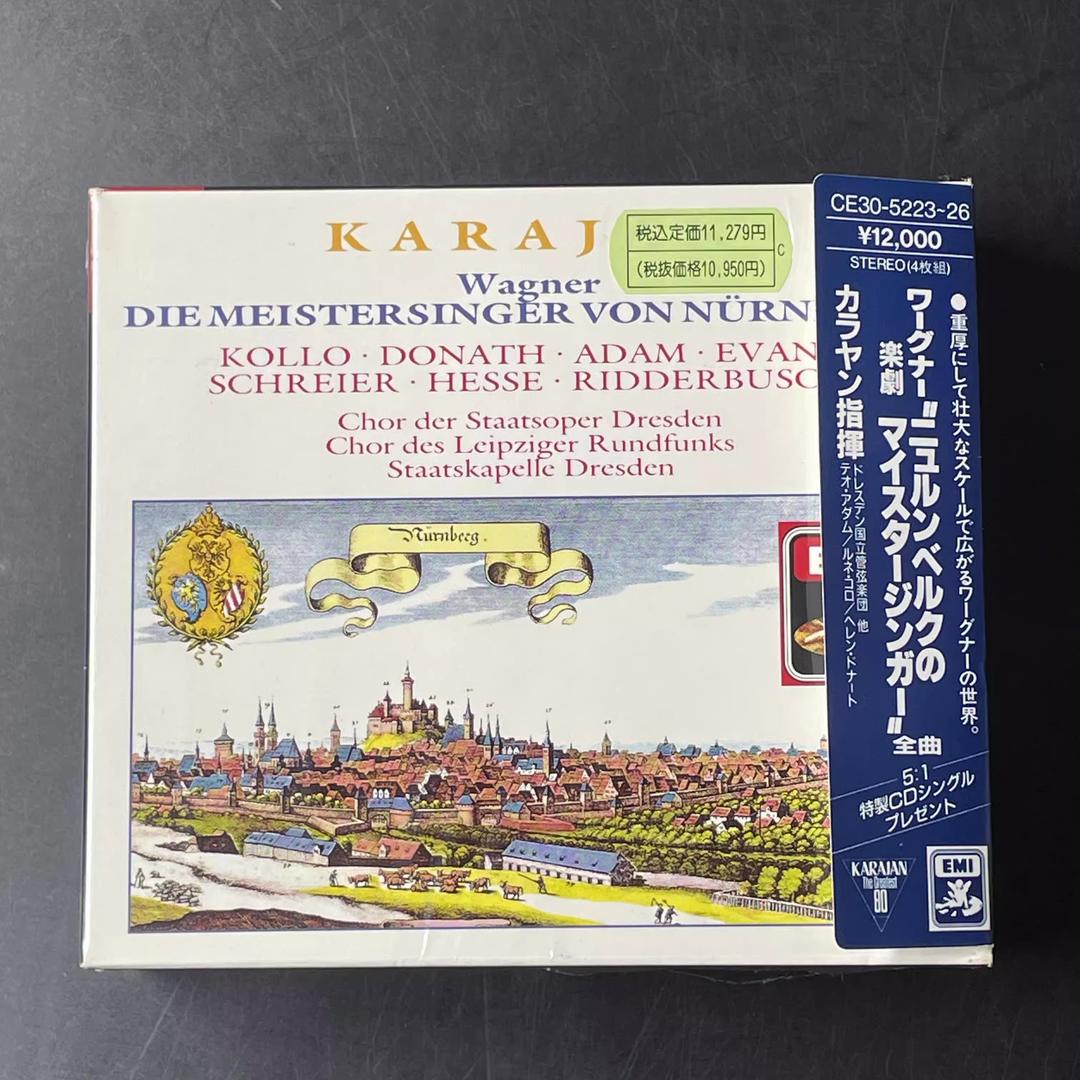 KARAJ
税込定価11,279円
(税抜価格10,950円)
C
Wagner
DIE MEISTERSINGER VON NÜRN
KOLLO · DONATH · ADAM · EVAN
SCHREIER · HESSE · RIDDERBUSC
Chor der Staatsoper Dresden
Chor des Leipziger Rundfunks
Staatskapelle Dresden
Nürnberg.
CE30-5223~26
¥12,000
STEREO(4枚組)
●重厚にして壮大なスケールで広がるワーグナーの世界。
ワーグナー“ニュルンベルクの
楽劇 マイスタージンガー”全曲
カラヤン指揮
ドレスデン国立管弦楽団 他
テオ・アダム/ルネ・コロ/ヘレン・ドナート
5:1
特製CDシングル
プレゼント
KARAJAN
The Greatest
80
EMI